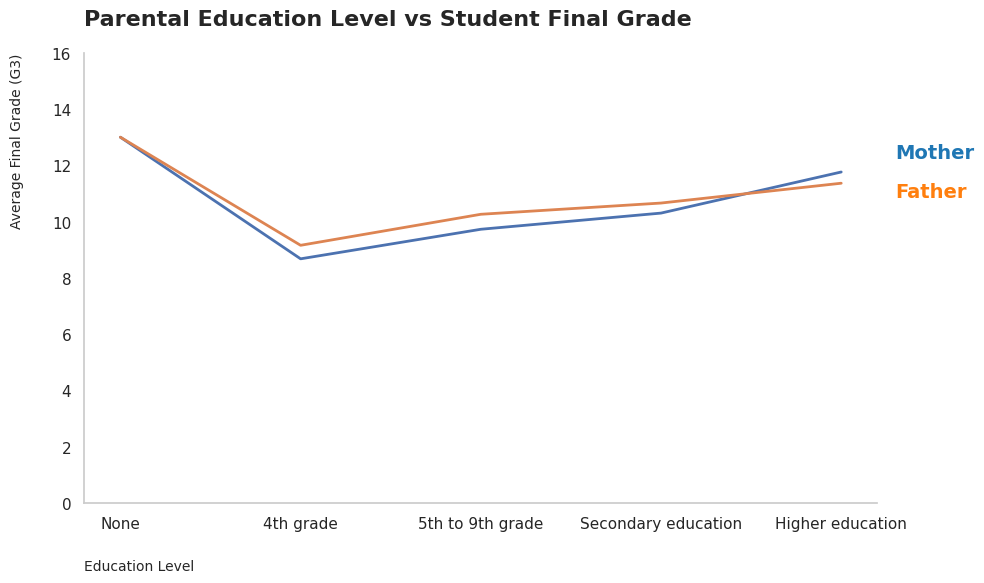 Parental Education Level vs Student Final Grade
Average Final Grade (G3)
16
14
12
10
8
6
4
2
0
Mother
Father
None
4th grade
5th to 9th grade
Secondary education
Higher education
Education Level